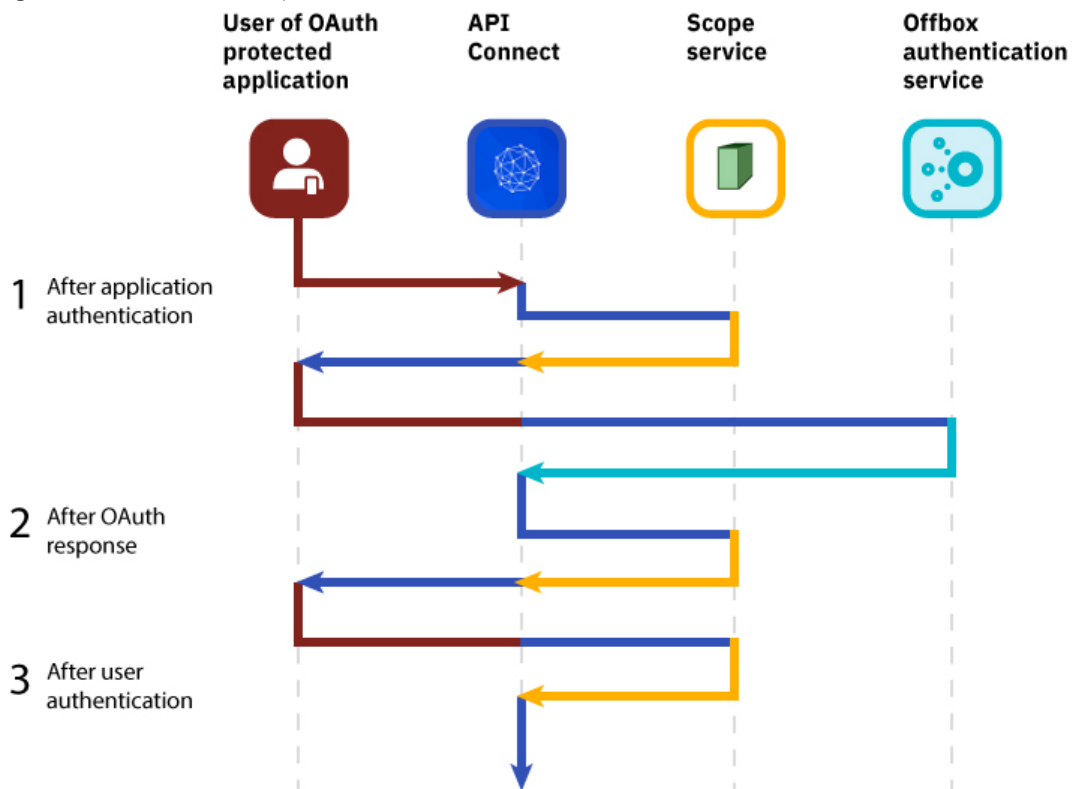 User of OAuth
protected
application
API
Connect
Scope
service
Offbox
authentication
service
1
After application
authentication
2
After OAuth
response
3
After user
authentication